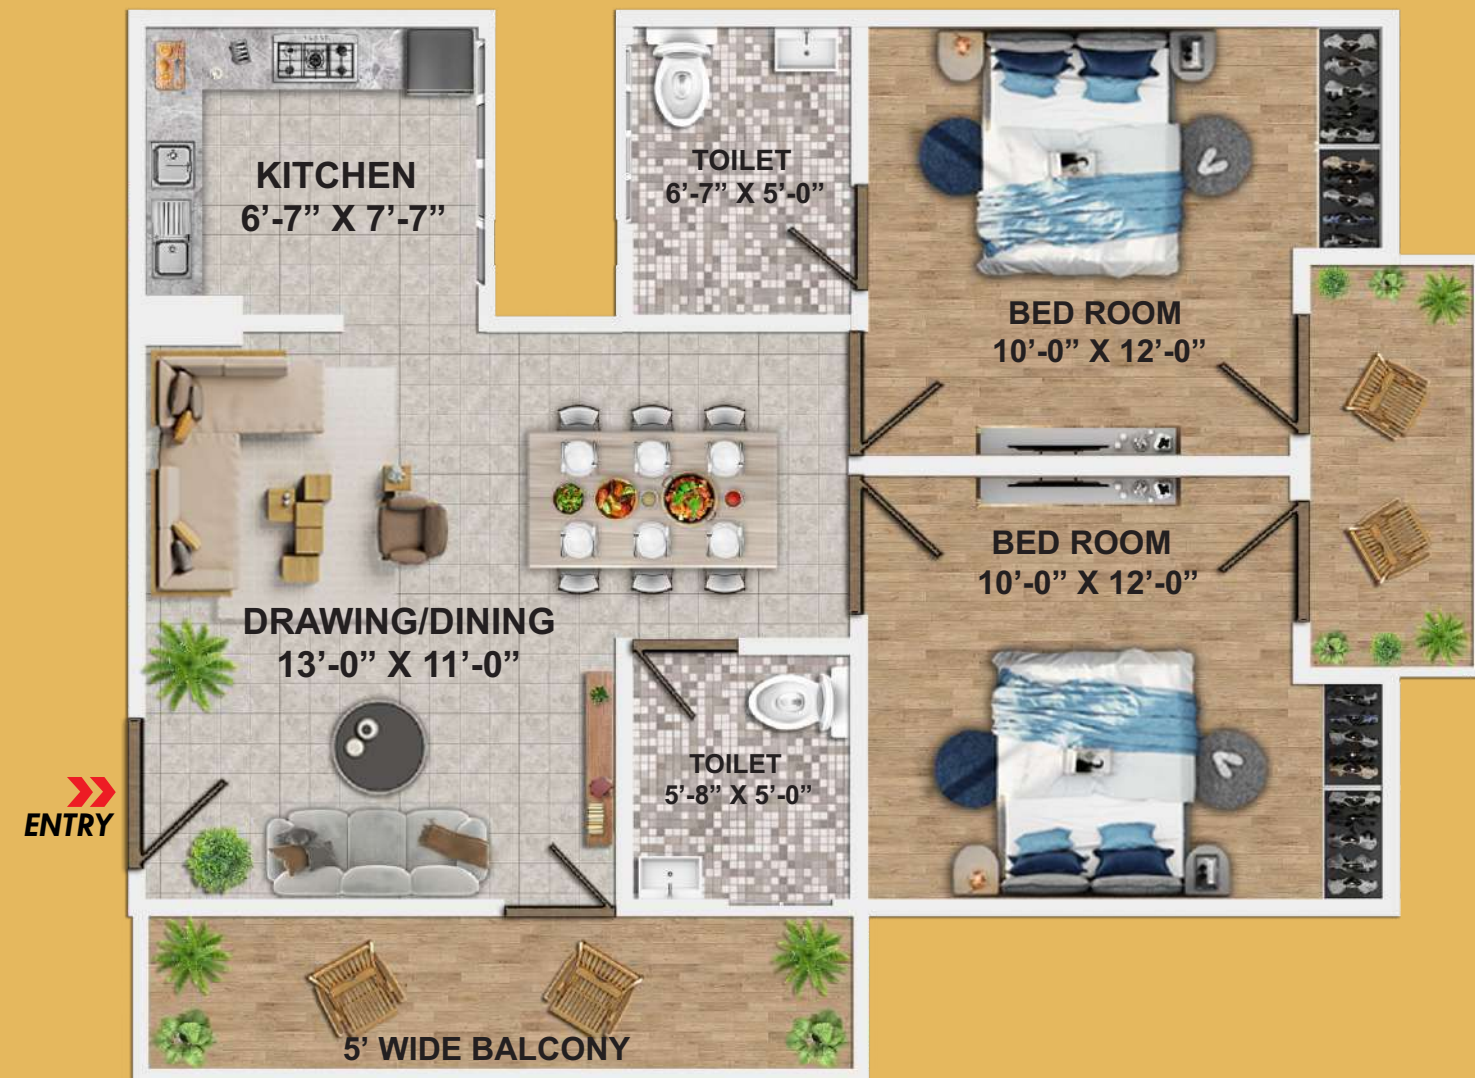 KITCHEN
6’-7” X 7’-7”
TOILET
6’-7” X 5’-0”
BED ROOM
10’-0” X 12’-0”
BED ROOM
10’-0” X 12’-0”
DRAWING/DINING
13’-0” X 11’-0”
TOILET
5’-8” X 5’-0”
ENTRY
5’ WIDE BALCONY